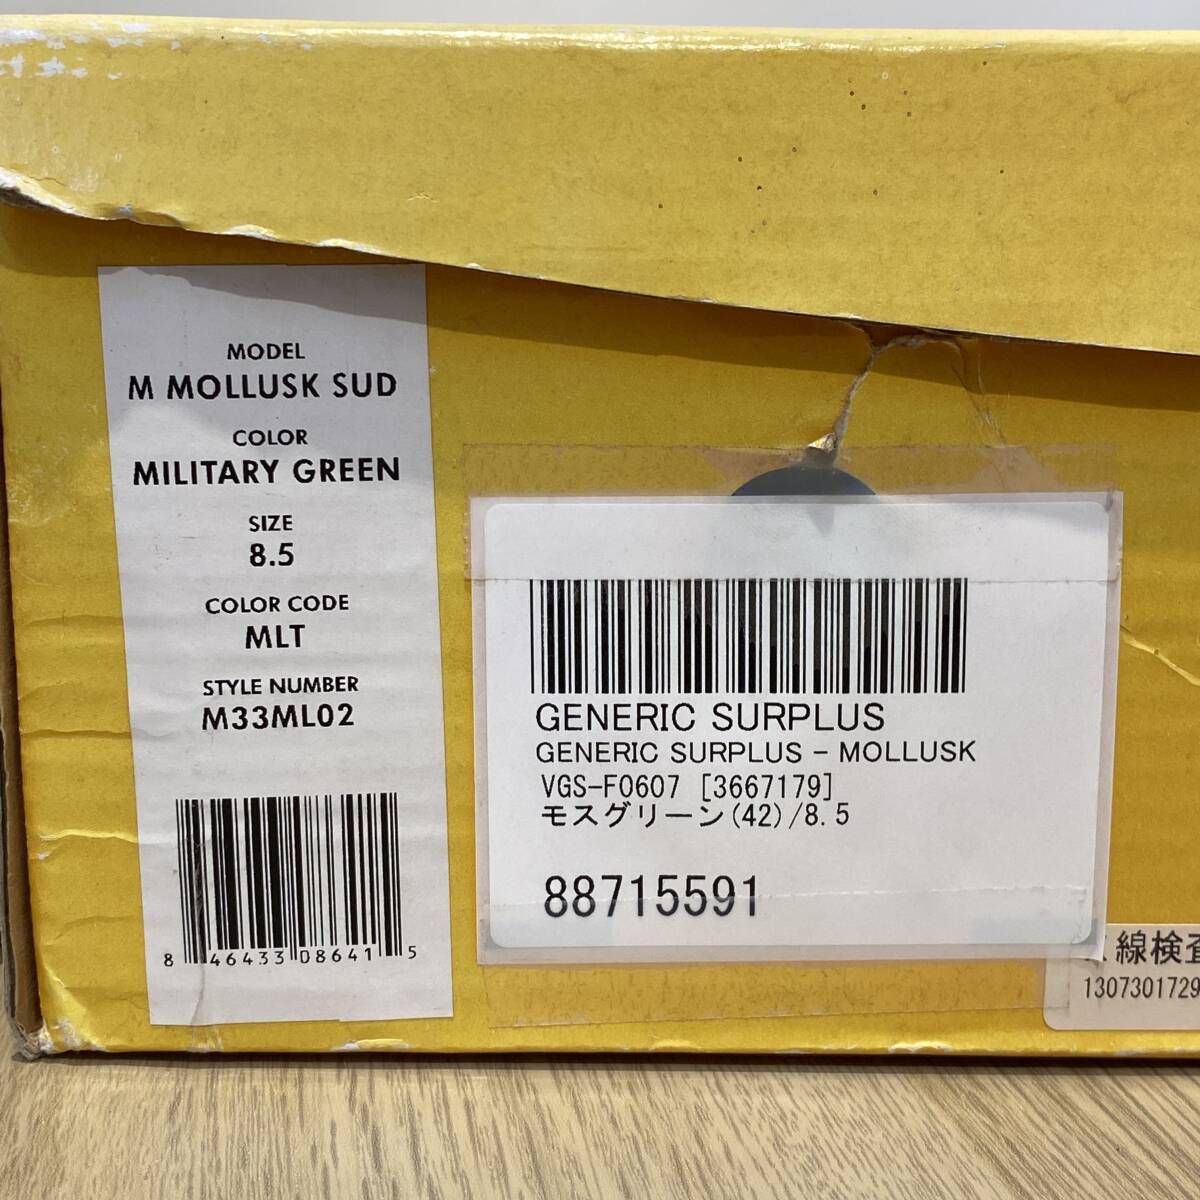 MODEL
M MOLLUSK SUD
COLOR
MILITARY GREEN
SIZE
8.5
COLOR CODE
MLT
STYLE NUMBER
M33ML02
8 46433 08641 5
GENERIC SURPLUS
GENERIC SURPLUS - MOLLUSK
VGS-F0607 [3667179]
モスグリーン(42)/8.5
88715591
線検査
1307301729